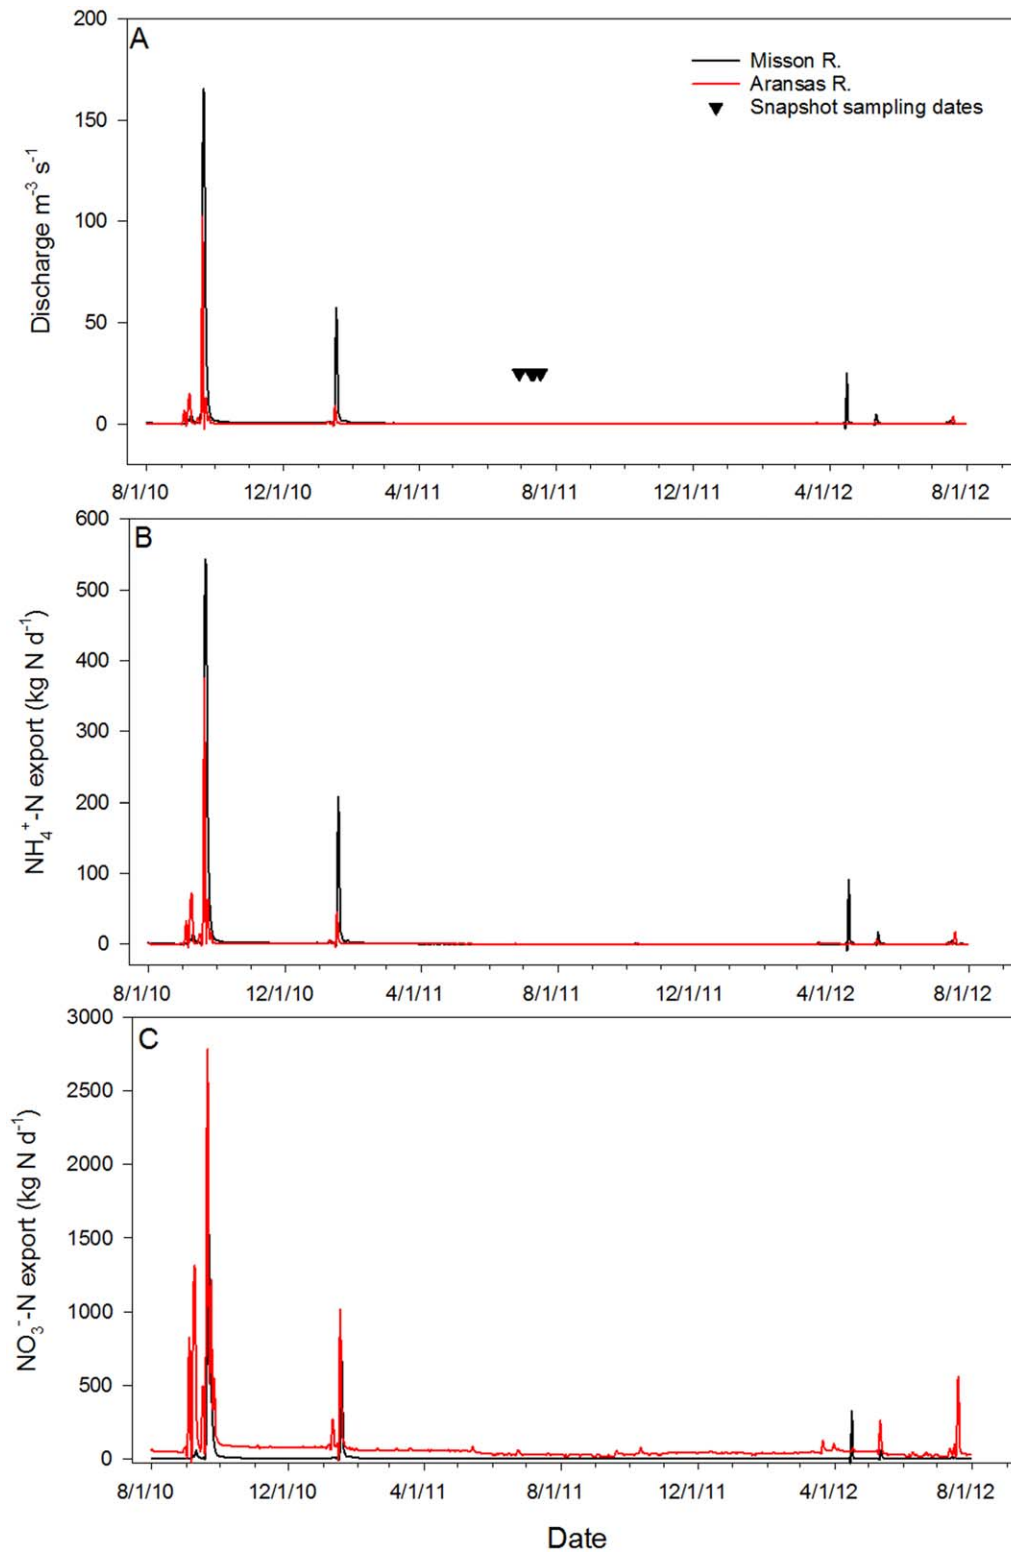 A
Misson R.
Aransas R.
Snapshot sampling dates
Discharge m⁻³ s⁻¹
200
150
100
50
0
8/1/10 12/1/10 4/1/11 8/1/11 12/1/11 4/1/12 8/1/12
B
NH₄⁺-N export (kg N d⁻¹)
600
500
400
300
200
100
0
8/1/10 12/1/10 4/1/11 8/1/11 12/1/11 4/1/12 8/1/12
C
NO₃⁻-N export (kg N d⁻¹)
3000
2500
2000
1500
1000
500
0
8/1/10 12/1/10 4/1/11 8/1/11 12/1/11 4/1/12 8/1/12
Date